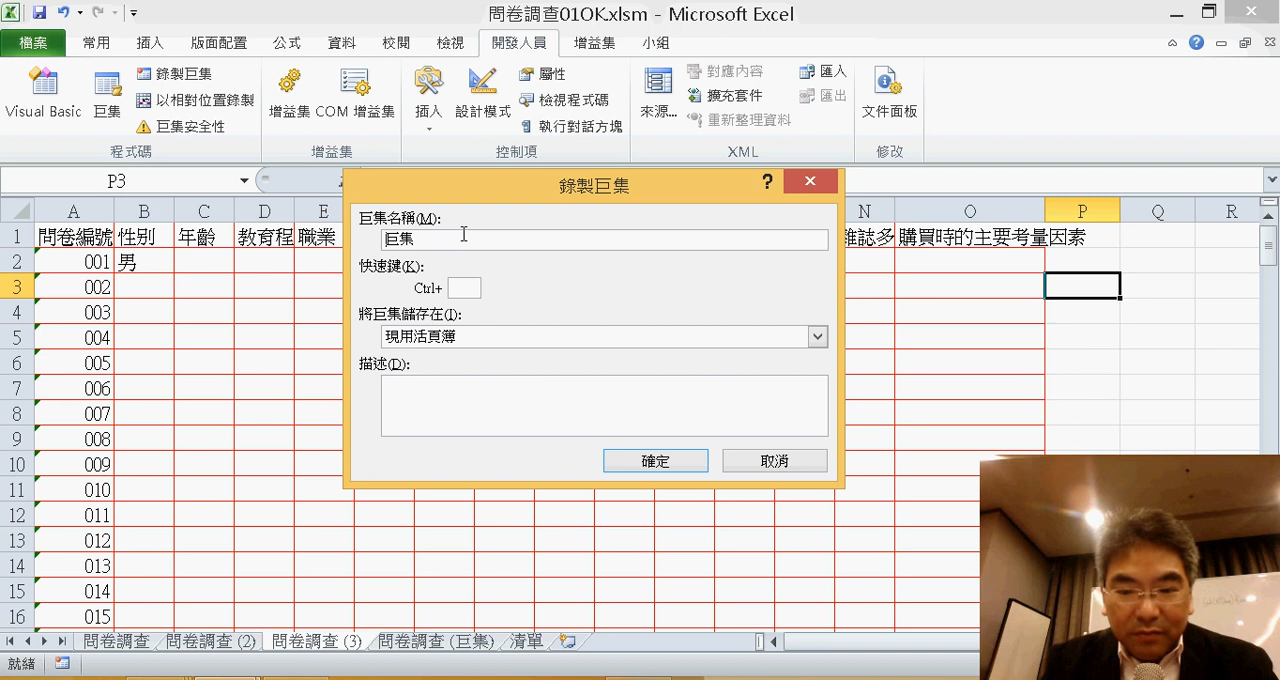 問卷調查01OK.xlsm - Microsoft Excel
檔案 常用 插入 版面配置 公式 資料 校閱 檢視 開發人員 增益集 小組
Visual Basic 巨集 錄製巨集 以相對位置錄製 巨集安全性 增益集 COM 增益集 插入 設計模式 屬性 檢視程式碼 執行對話方塊 來源... 對應內容 擴充套件 重新整理資料 匯入 匯出 文件面板
程式碼 增益集 控制項 XML 修改
P3
錄製巨集
巨集名稱(M):
巨集
快速鍵(K):
Ctrl+
將巨集儲存在(I):
現用活頁簿
描述(D):
確定 取消
A B C D E N O P Q R
1 問卷編號 性別 年齡 教育程 職業 雜誌多 購買時的主要考量因素
2 001 男
3 002
4 003
5 004
6 005
7 006
8 007
9 008
10 009
11 010
12 011
13 012
14 013
15 014
16 015
問卷調查 問卷調查 (2) 問卷調查 (3) 問卷調查 (巨集) 清單
就緒